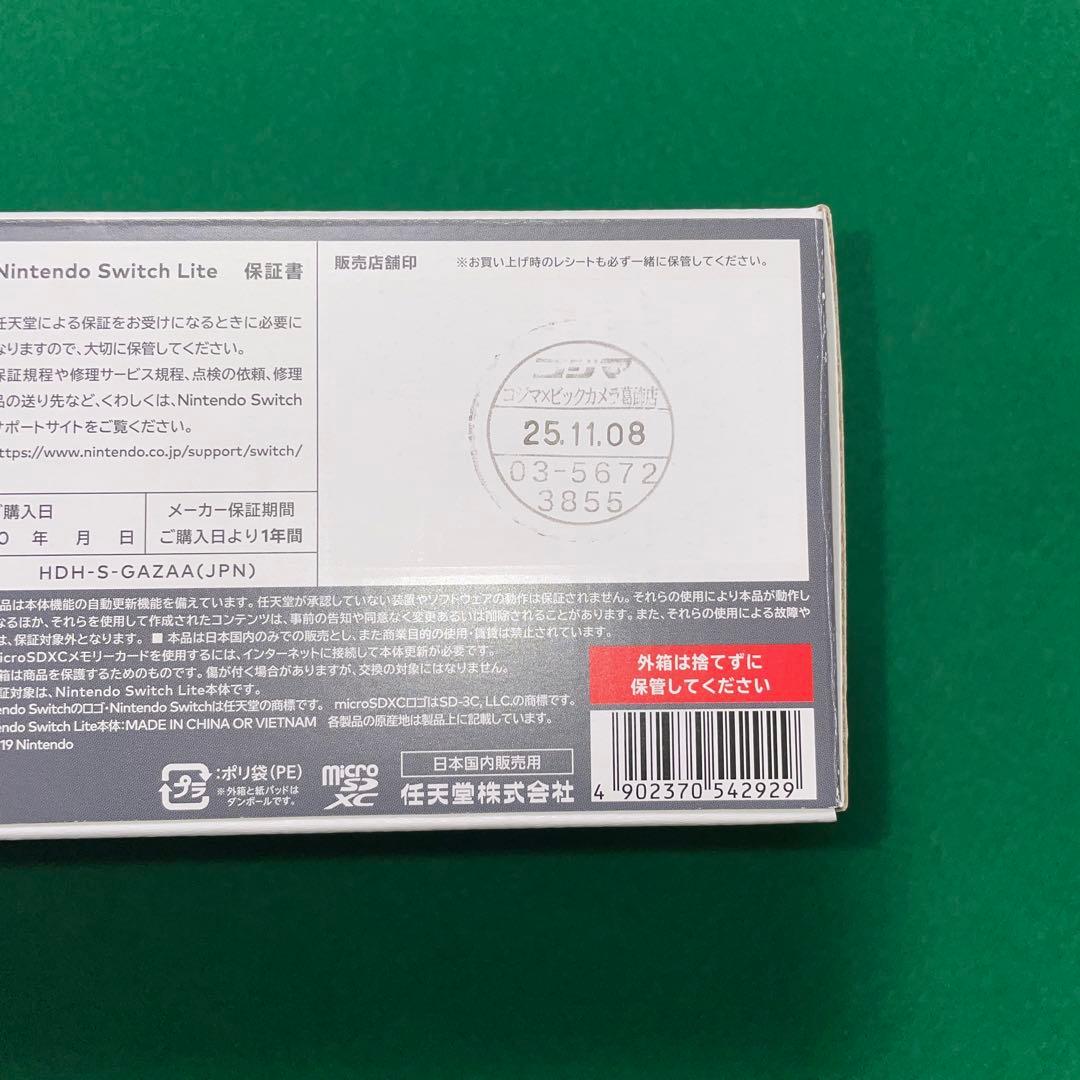 Nintendo Switch Lite 保証書
任天堂による保証をお受けになるときに必要に
なりますので、大切に保管してください。
保証規程や修理サービス規程、点検の依頼、修理
品の送り先など、くわしくは、Nintendo Switch
サポートサイトをご覧ください。
ttps://www.nintendo.co.jp/support/switch/
ご購入日
0 年 月 日
メーカー保証期間
ご購入日より1年間
HDH-S-GAZAA(JPN)
販売店舗印 ※お買い上げ時のレシートも必ず一緒に保管してください。
コジマ
コジマ×ビックカメラ葛飾店
25.11.08
03-5672
3855
品は本体機能の自動更新機能を備えています。任天堂が承認していない装置やソフトウェアの動作は保証されません。それらの使用により本品が動作し
なるほか、それらを使用して作成されたコンテンツは、事前の告知や同意なく変更あるいは削除されることがあります。また、それらの使用による故障や
は、保証対象外となります。 ■ 本品は日本国内のみでの販売とし、また商業目的の使用・賃貸は禁止されています。
microSDXCメモリーカードを使用するには、インターネットに接続して本体更新が必要です。
箱は商品を保護するためのものです。傷が付く場合がありますが、交換の対象にはなりません。
証対象は、Nintendo Switch Lite本体です。
endo Switchのロゴ・Nintendo Switchは任天堂の商標です。 microSDXCロゴはSD-3C, LLC.の商標です。
endo Switch Lite本体:MADE IN CHINA OR VIETNAM 各製品の原産地は製品上に記載しています。
19 Nintendo
外箱は捨てずに
保管してください
プラ
:ポリ袋(PE)
※外箱と紙パッドは
ダンボールです。
micro
SD
XC
日本国内販売用
任天堂株式会社
4 902370 542929